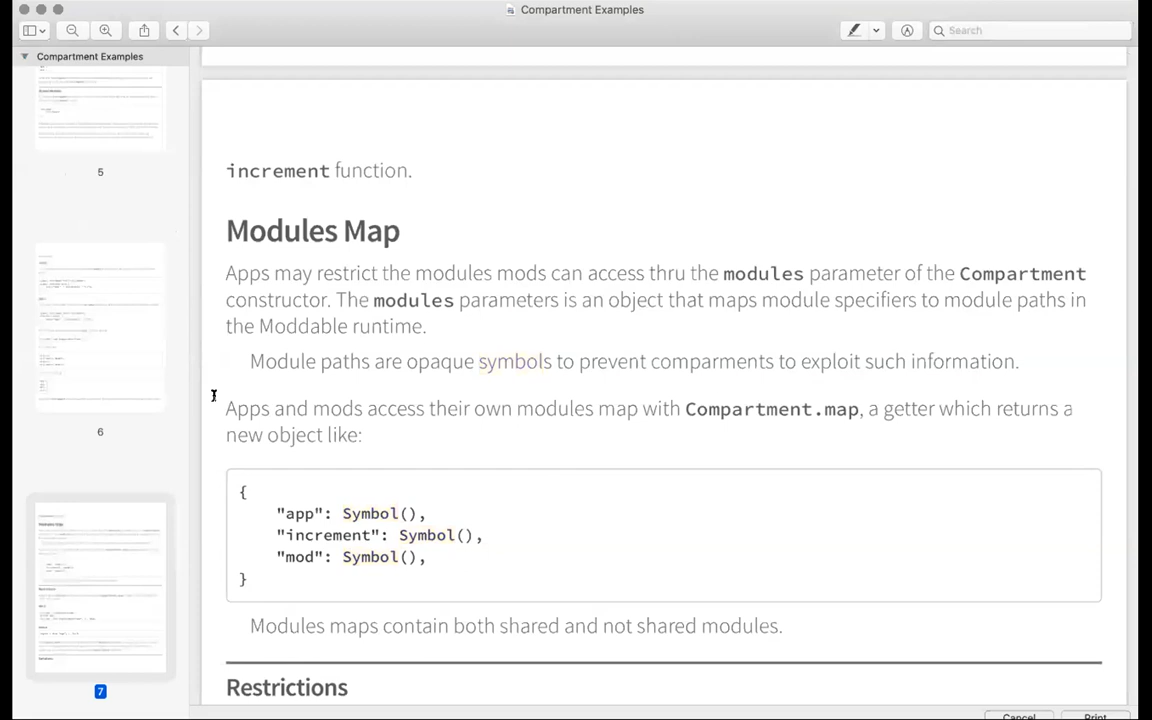 Compartment Examples
Search
Compartment Examples
5
6
7
increment function.
Modules Map
Apps may restrict the modules mods can access thru the modules parameter of the Compartment
constructor. The modules parameters is an object that maps module specifiers to module paths in
the Moddable runtime.
Module paths are opaque symbols to prevent comparments to exploit such information.
Apps and mods access their own modules map with Compartment.map, a getter which returns a
new object like:
{
"app": Symbol(),
"increment": Symbol(),
"mod": Symbol(),
}
Modules maps contain both shared and not shared modules.
Restrictions
Cancel
Print